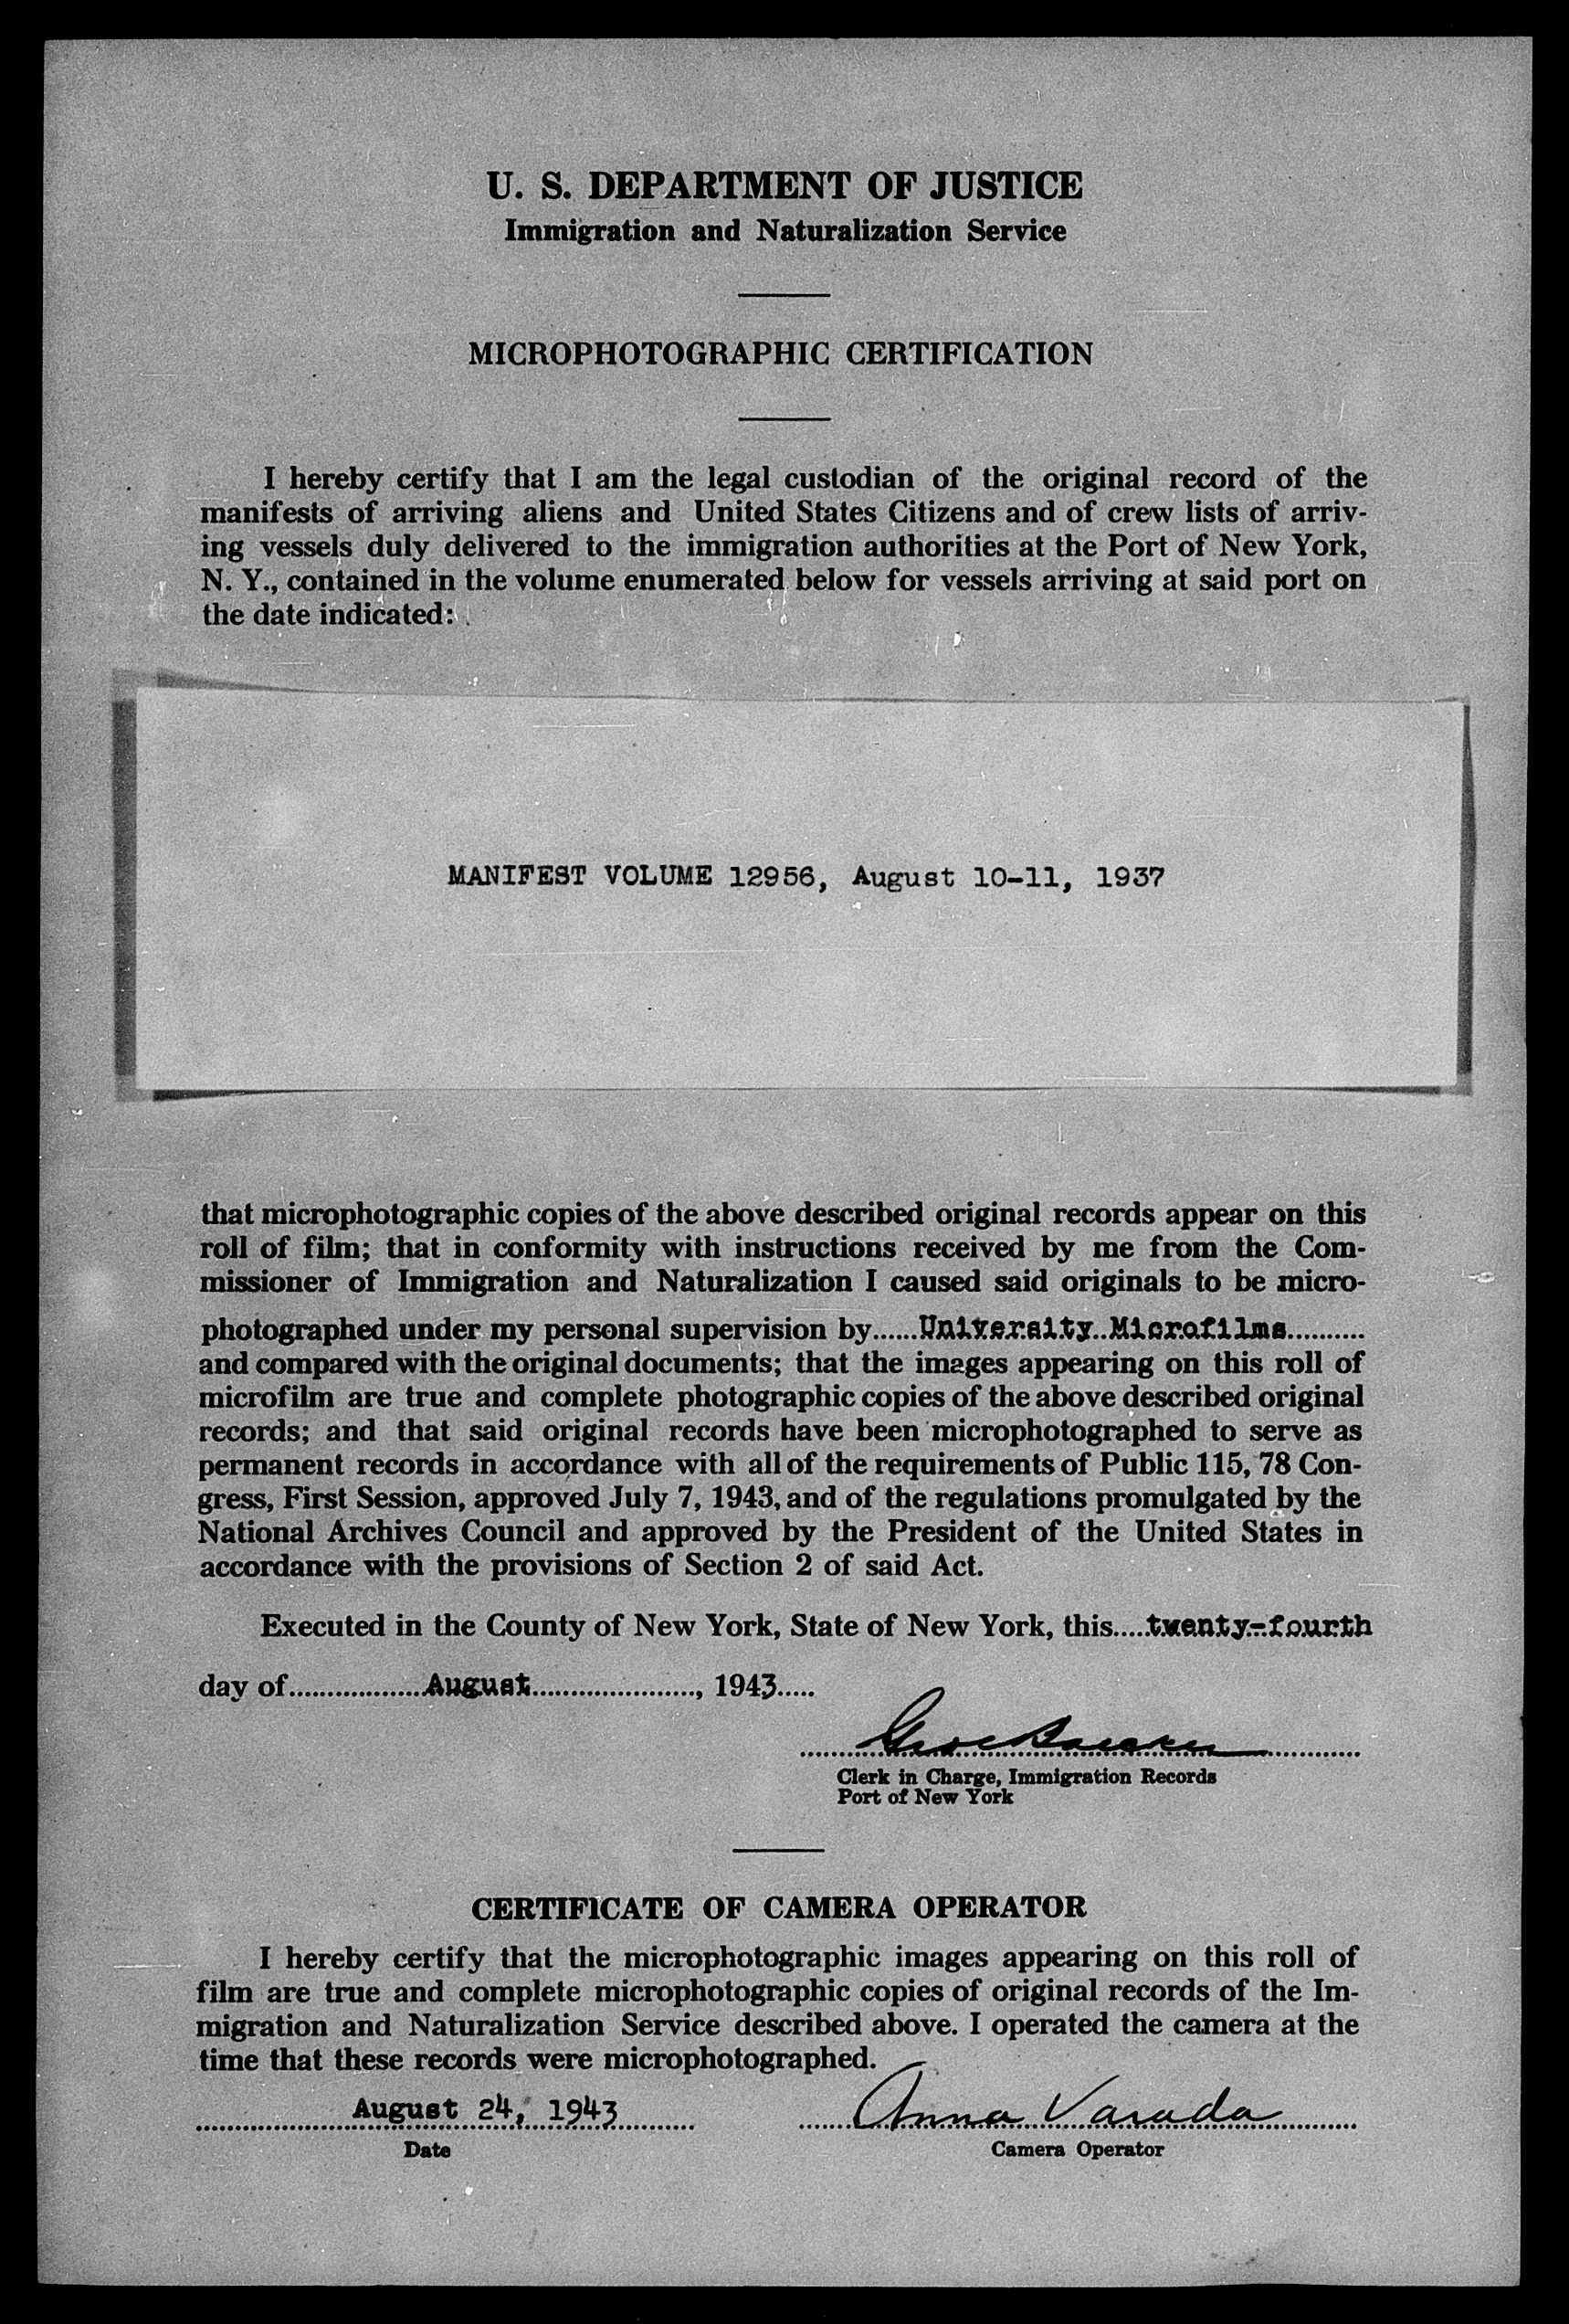 U. S. DEPARTMENT OF JUSTICE
Immigration and Naturalization Service
MICROPHOTOGRAPHIC CERTIFICATION
I hereby certify that I am the legal custodian of the original record of the
manifests of arriving aliens and United States Citizens and of crew lists of arriv-
ing vessels duly delivered to the immigration authorities at the Port of New York,
N. Y., contained in the volume enumerated below for vessels arriving at said port on
the date indicated:
MANIFEST VOLUME 12956, August 10-11, 1937
that microphotographic copies of the above described original records appear on this
roll of film; that in conformity with instructions received by me from the Com-
missioner of Immigration and Naturalization I caused said originals to be micro-
photographed under my personal supervision by......University Microfilms..........
and compared with the original documents; that the images appearing on this roll of
microfilm are true and complete photographic copies of the above described original
records; and that said original records have been microphotographed to serve as
permanent records in accordance with all of the requirements of Public 115, 78 Con-
gress, First Session, approved July 7, 1943, and of the regulations promulgated by the
National Archives Council and approved by the President of the United States in
accordance with the provisions of Section 2 of said Act.
Executed in the County of New York, State of New York, this.....twenty-fourth
day of..................August......................, 1943.....
Clerk in Charge, Immigration Records
Port of New York
CERTIFICATE OF CAMERA OPERATOR
I hereby certify that the microphotographic images appearing on this roll of
film are true and complete microphotographic copies of original records of the Im-
migration and Naturalization Service described above. I operated the camera at the
time that these records were microphotographed.
August 24, 1943 Anna Varada
Date Camera Operator